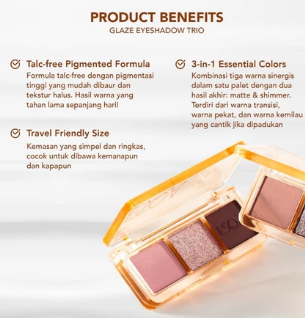 PRODUCT BENEFITS
GLAZE EYESHADOW TRIO
Talc-free Pigmented Formula
Formula talc-free dengan pigmentasi
tinggi yang mudah dibaur dan
tekstur halus. Hasil warna yang
tahan lama sepanjang hari!
3-in-1 Essential Colors
Kombinasi tiga warna sinergis
dalam satu palet dengan dua
hasil akhir: matte & shimmer.
Terdiri dari warna transisi,
warna pekat, dan warna kemilau
yang cantik jika dipadukan
Travel Friendly Size
Kemasan yang simpel dan ringkas,
cocok untuk dibawa kemanapun
dan kapapun